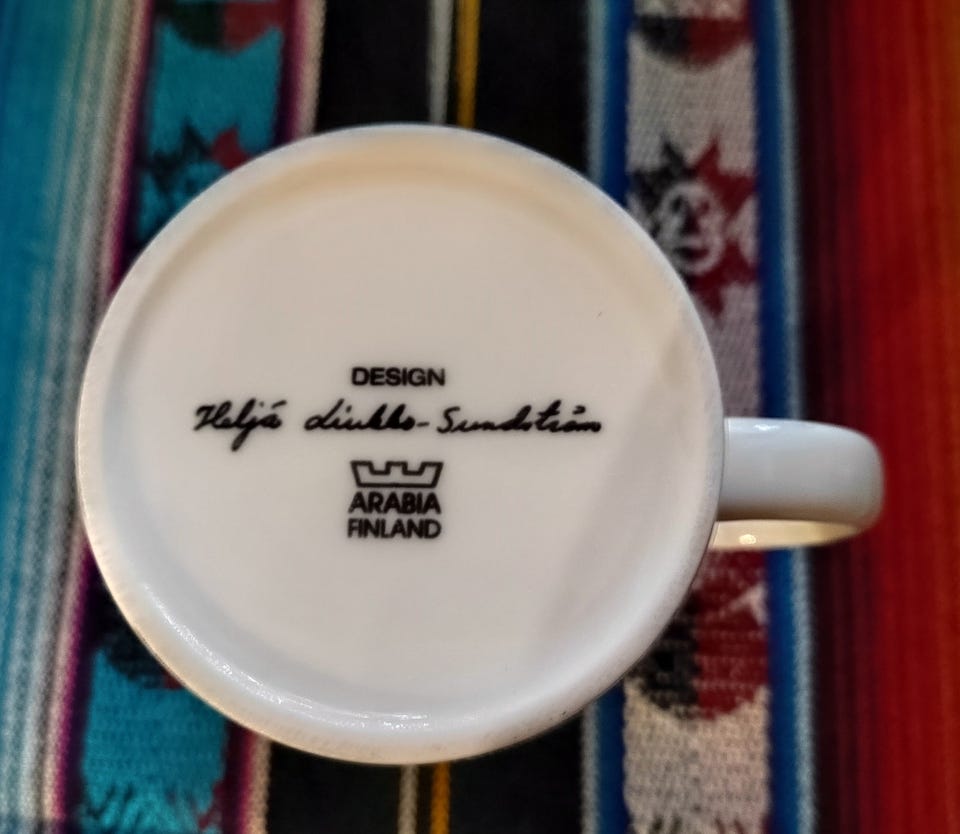 DESIGN
Heljä Liukko-Sundström
ARABIA
FINLAND